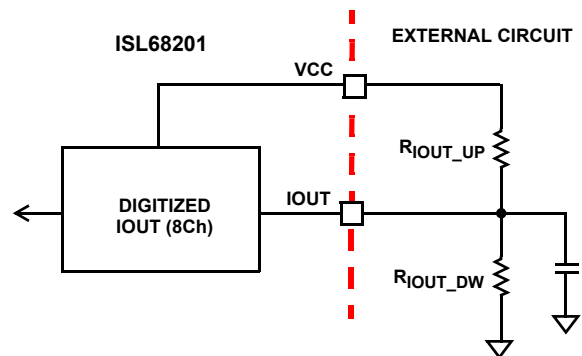 ISL68201
EXTERNAL CIRCUIT
VCC
RIOUT_UP
DIGITIZED
IOUT (8Ch)
IOUT
RIOUT_DW